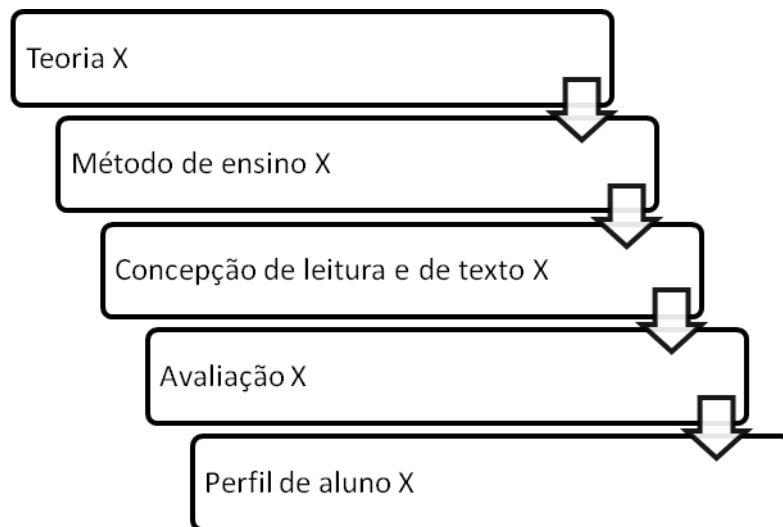 Teoria X
Método de ensino X
Concepção de leitura e de texto X
Avaliação X
Perfil de aluno X